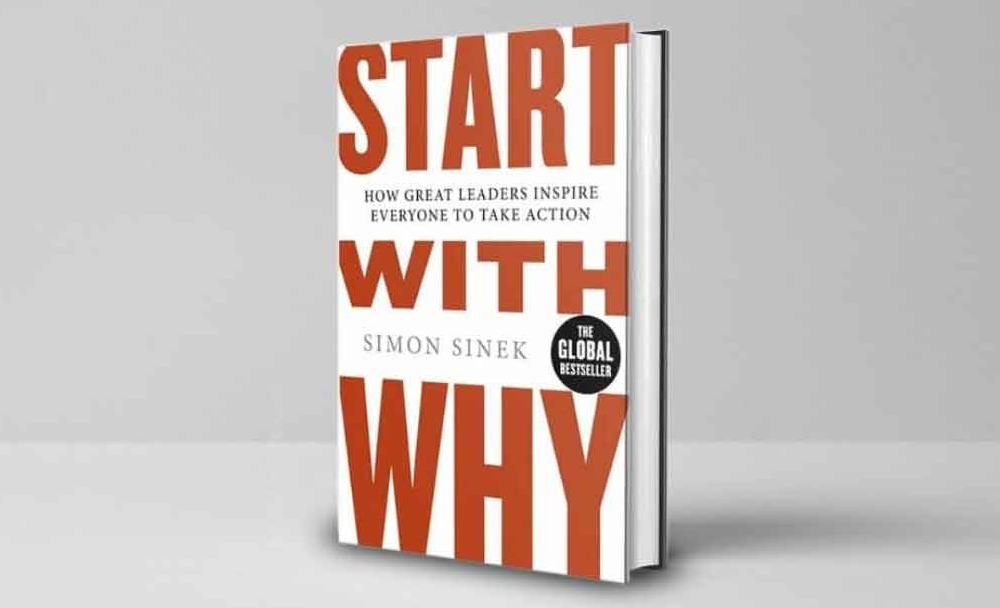 START
HOW GREAT LEADERS INSPIRE
EVERYONE TO TAKE ACTION
WITH
SIMON SINEK
THE
GLOBAL
BESTSELLER
WHY